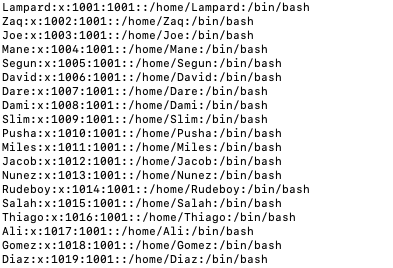 Lampard:x:1001:1001::/home/Lampard:/bin/bash
Zaq:x:1002:1001::/home/Zaq:/bin/bash
Joe:x:1003:1001::/home/Joe:/bin/bash
Mane:x:1004:1001::/home/Mane:/bin/bash
Segun:x:1005:1001::/home/Segun:/bin/bash
David:x:1006:1001::/home/David:/bin/bash
Dare:x:1007:1001::/home/Dare:/bin/bash
Dami:x:1008:1001::/home/Dami:/bin/bash
Slim:x:1009:1001::/home/Slim:/bin/bash
Pusha:x:1010:1001::/home/Pusha:/bin/bash
Miles:x:1011:1001::/home/Miles:/bin/bash
Jacob:x:1012:1001::/home/Jacob:/bin/bash
Nunez:x:1013:1001::/home/Nunez:/bin/bash
Rudeboy:x:1014:1001::/home/Rudeboy:/bin/bash
Salah:x:1015:1001::/home/Salah:/bin/bash
Thiago:x:1016:1001::/home/Thiago:/bin/bash
Ali:x:1017:1001::/home/Ali:/bin/bash
Gomez:x:1018:1001::/home/Gomez:/bin/bash
Diaz:x:1019:1001::/home/Diaz:/bin/bash